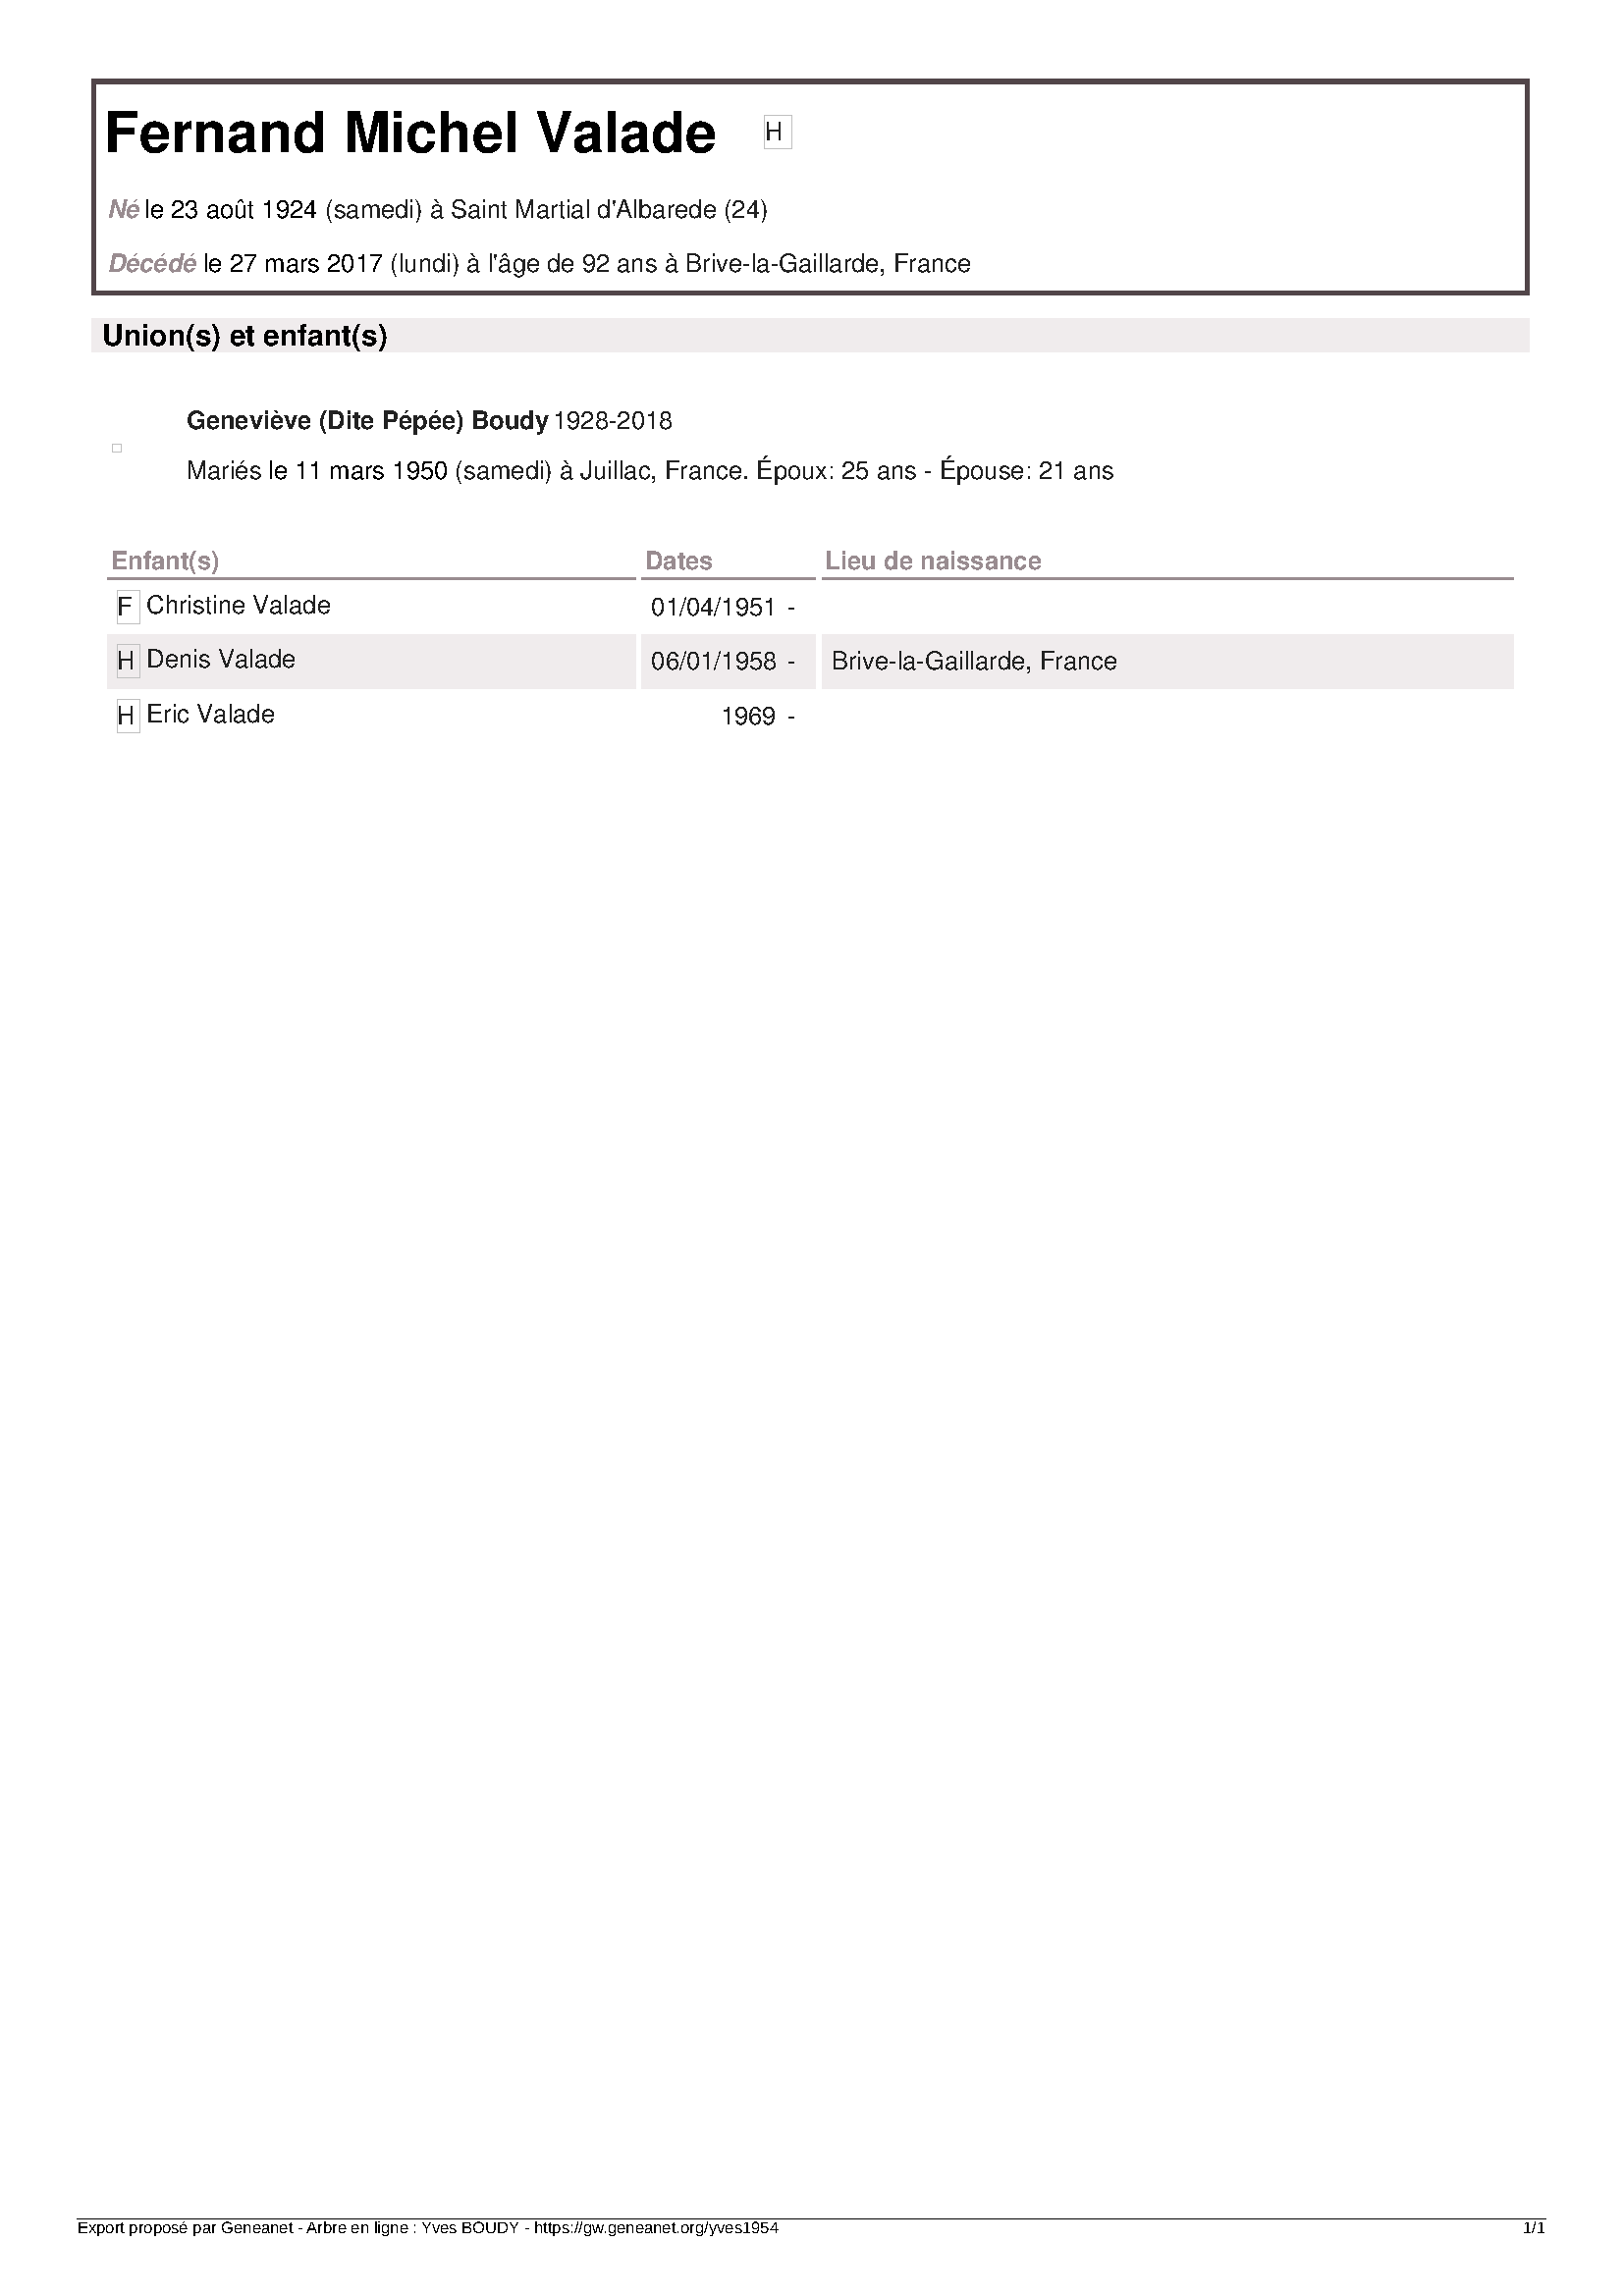 Fernand Michel Valade H
Né le 23 août 1924 (samedi) à Saint Martial d'Albarede (24)
Décédé le 27 mars 2017 (lundi) à l'âge de 92 ans à Brive-la-Gaillarde, France
Union(s) et enfant(s)
Geneviève (Dite Pépée) Boudy 1928-2018
Mariés le 11 mars 1950 (samedi) à Juillac, France. Époux: 25 ans - Épouse: 21 ans
Enfant(s) Dates Lieu de naissance
F Christine Valade 01/04/1951 -
H Denis Valade 06/01/1958 - Brive-la-Gaillarde, France
H Eric Valade 1969 -
Export proposé par Geneanet - Arbre en ligne : Yves BOUDY - https://gw.geneanet.org/yves1954 1/1